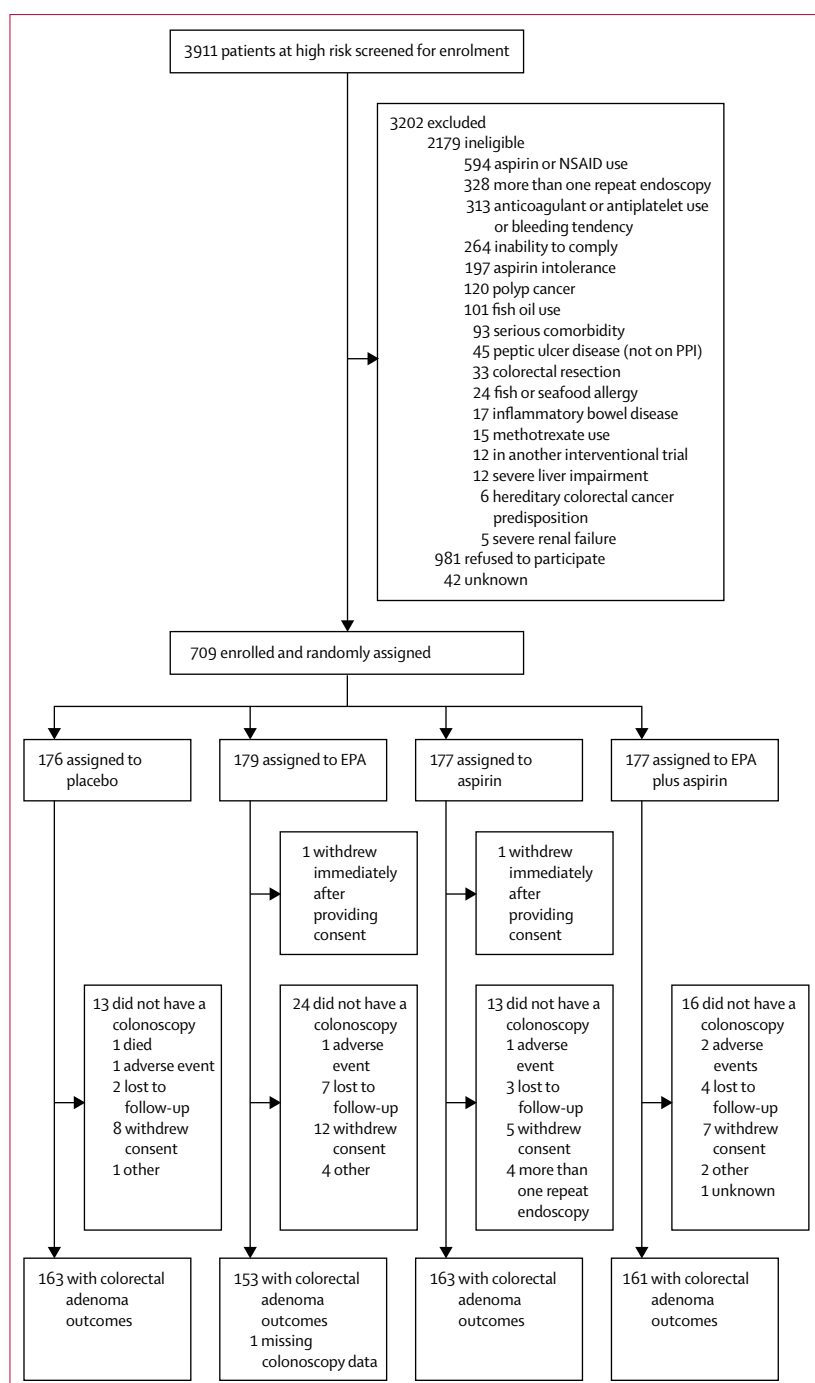 3911 patients at high risk screened for enrolment
3202 excluded
2179 ineligible
594 aspirin or NSAID use
328 more than one repeat endoscopy
313 anticoagulant or antiplatelet use
or bleeding tendency
264 inability to comply
197 aspirin intolerance
120 polyp cancer
101 fish oil use
93 serious comorbidity
45 peptic ulcer disease (not on PPI)
33 colorectal resection
24 fish or seafood allergy
17 inflammatory bowel disease
15 methotrexate use
12 in another interventional trial
12 severe liver impairment
6 hereditary colorectal cancer
predisposition
5 severe renal failure
981 refused to participate
42 unknown
709 enrolled and randomly assigned
176 assigned to
placebo
179 assigned to EPA
177 assigned to
aspirin
177 assigned to EPA
plus aspirin
1 withdrew
immediately
after
providing
consent
1 withdrew
immediately
after
providing
consent
13 did not have a
colonoscopy
1 died
1 adverse event
2 lost to
follow-up
8 withdrew
consent
1 other
24 did not have a
colonoscopy
1 adverse
event
7 lost to
follow-up
12 withdrew
consent
4 other
13 did not have a
colonoscopy
1 adverse
event
3 lost to
follow-up
5 withdrew
consent
4 more than
one repeat
endoscopy
16 did not have a
colonoscopy
2 adverse
events
4 lost to
follow-up
7 withdrew
consent
2 other
1 unknown
163 with colorectal
adenoma
outcomes
153 with colorectal
adenoma
outcomes
1 missing
colonoscopy data
163 with colorectal
adenoma
outcomes
161 with colorectal
adenoma
outcomes